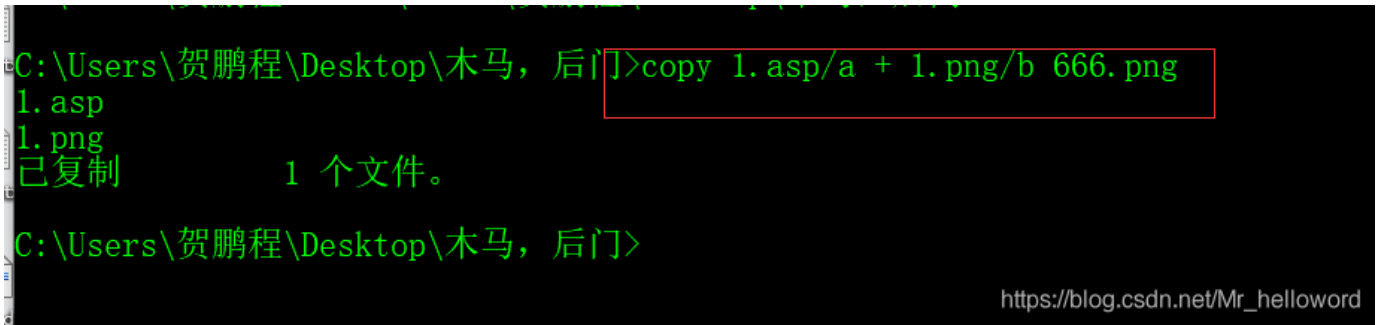 C:\Users\贺鹏程\Desktop\木马，后门>copy 1.asp/a + 1.png/b 666.png
1.asp
1.png
已复制         1 个文件。
C:\Users\贺鹏程\Desktop\木马，后门>
https://blog.csdn.net/Mr_helloword